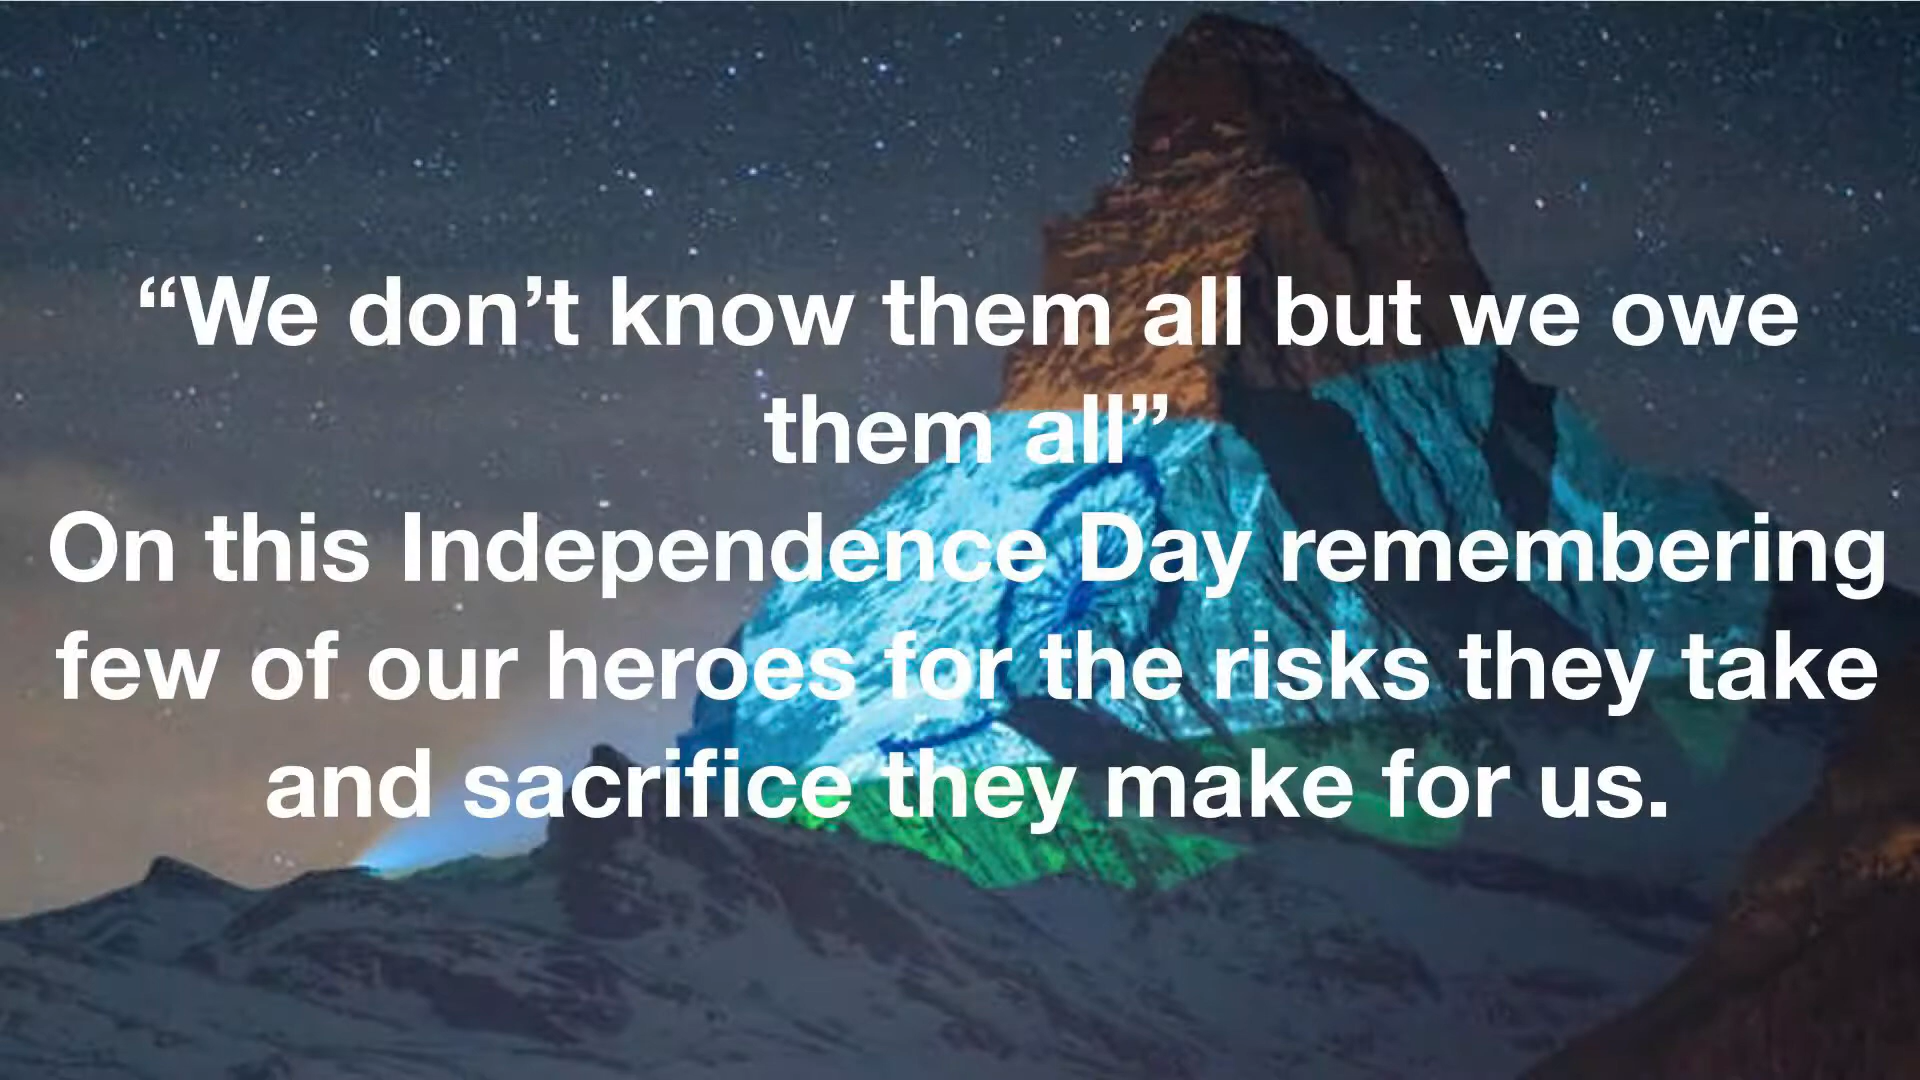 “We don’t know them all but we owe
them all”
On this Independence Day remembering
few of our heroes for the risks they take
and sacrifice they make for us.